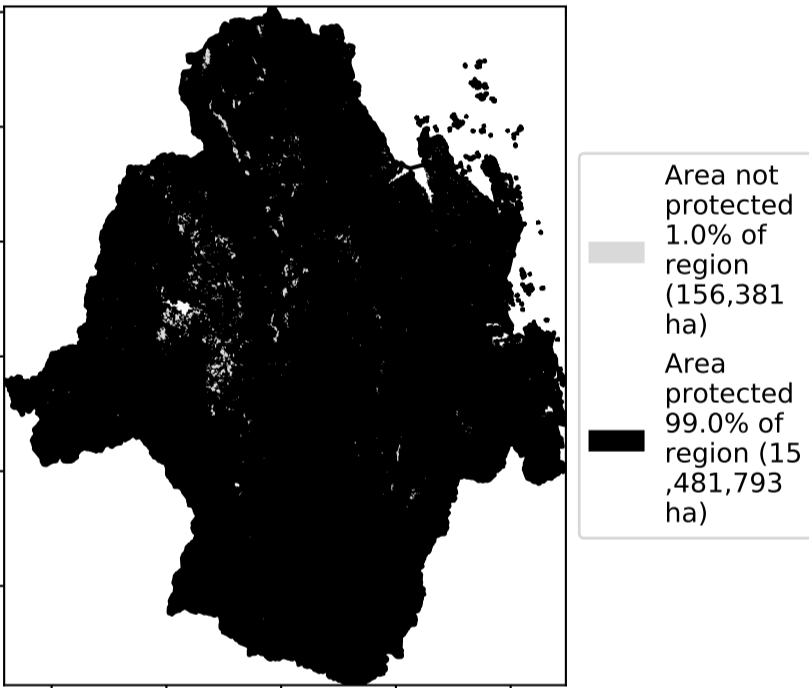 Area not
protected
1.0% of
region
(156,381
ha)
Area
protected
99.0% of
region (15
,481,793
ha)